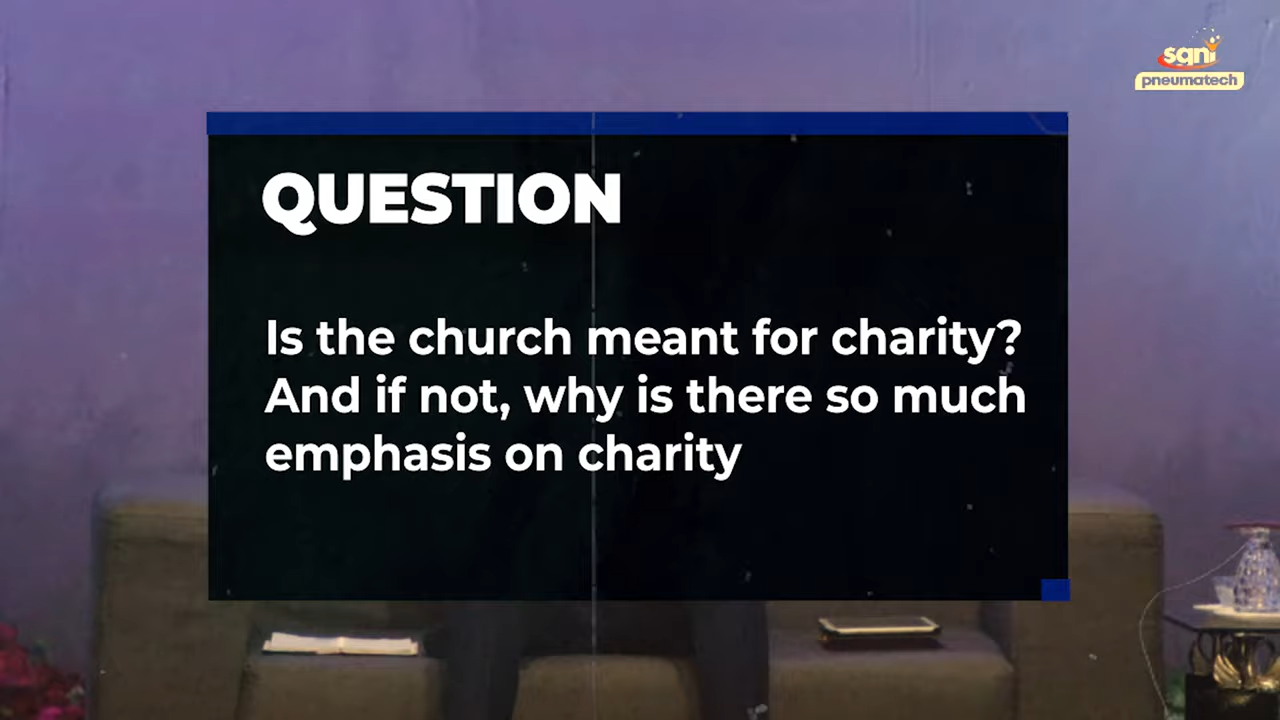 sqni
pneumatech
QUESTION
Is the church meant for charity?
And if not, why is there so much
emphasis on charity